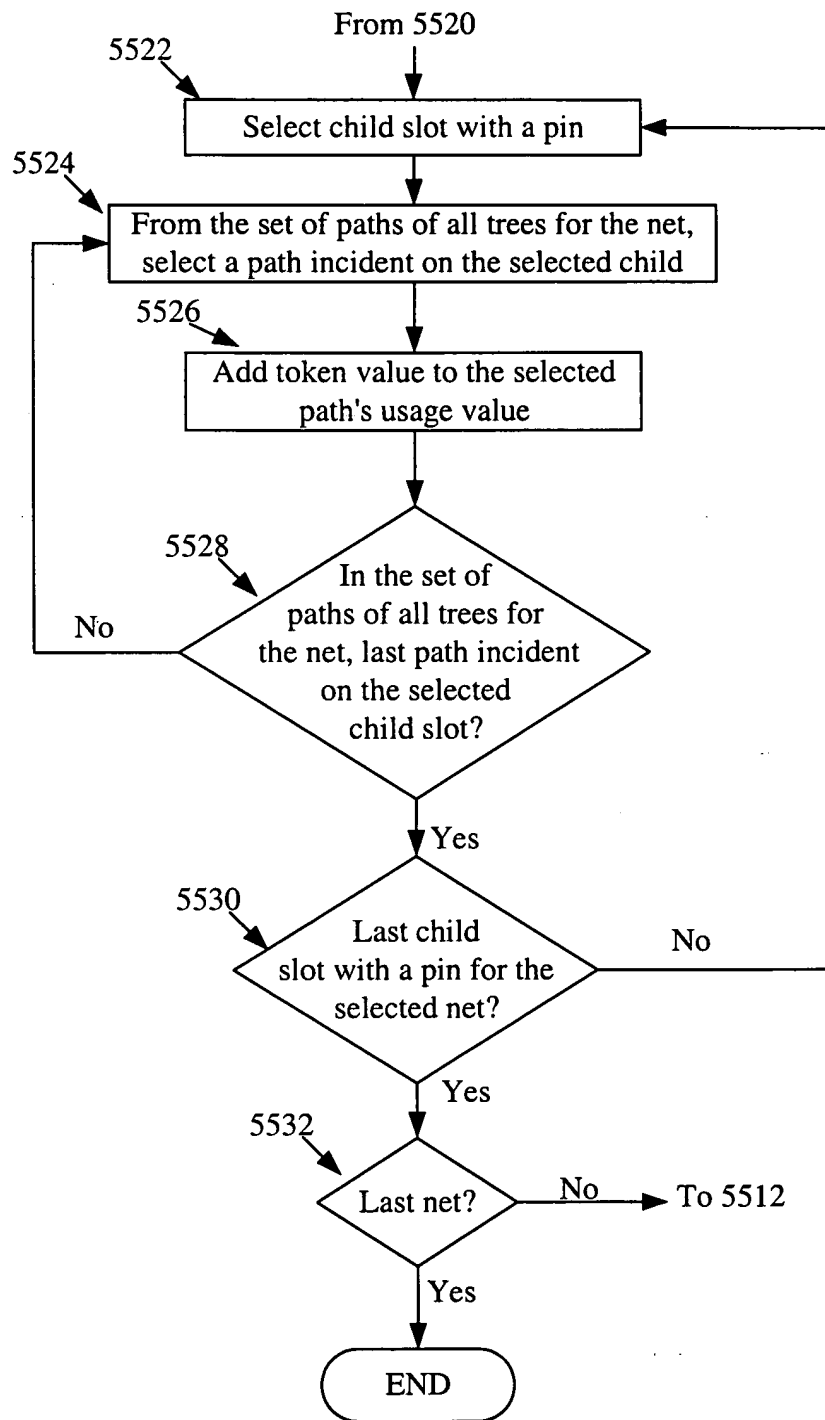 From 5520
5522
Select child slot with a pin
5524
From the set of paths of all trees for the net,
select a path incident on the selected child
5526
Add token value to the selected
path's usage value
5528
In the set of
paths of all trees for
the net, last path incident
on the selected
child slot?
No
Yes
5530
Last child
slot with a pin for the
selected net?
No
Yes
5532
Last net?
No
To 5512
Yes
END